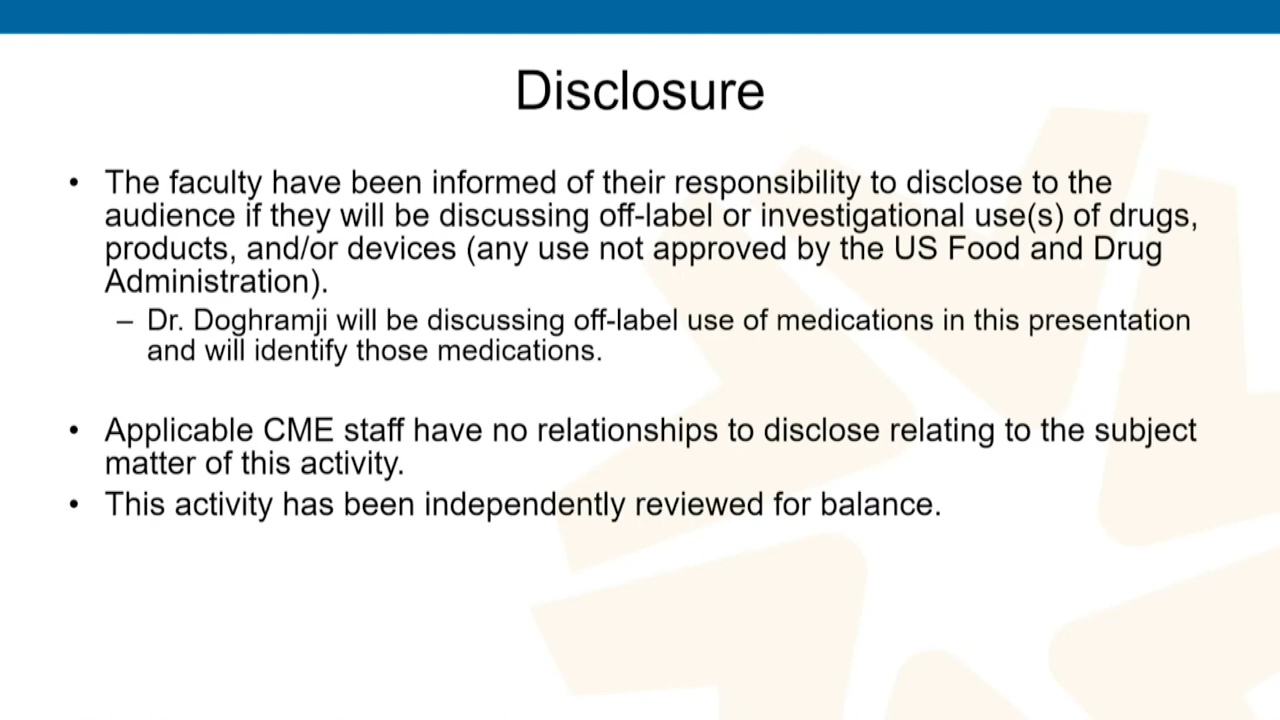 Disclosure
• The faculty have been informed of their responsibility to disclose to the
audience if they will be discussing off-label or investigational use(s) of drugs,
products, and/or devices (any use not approved by the US Food and Drug
Administration).
– Dr. Doghramji will be discussing off-label use of medications in this presentation
and will identify those medications.
• Applicable CME staff have no relationships to disclose relating to the subject
matter of this activity.
• This activity has been independently reviewed for balance.